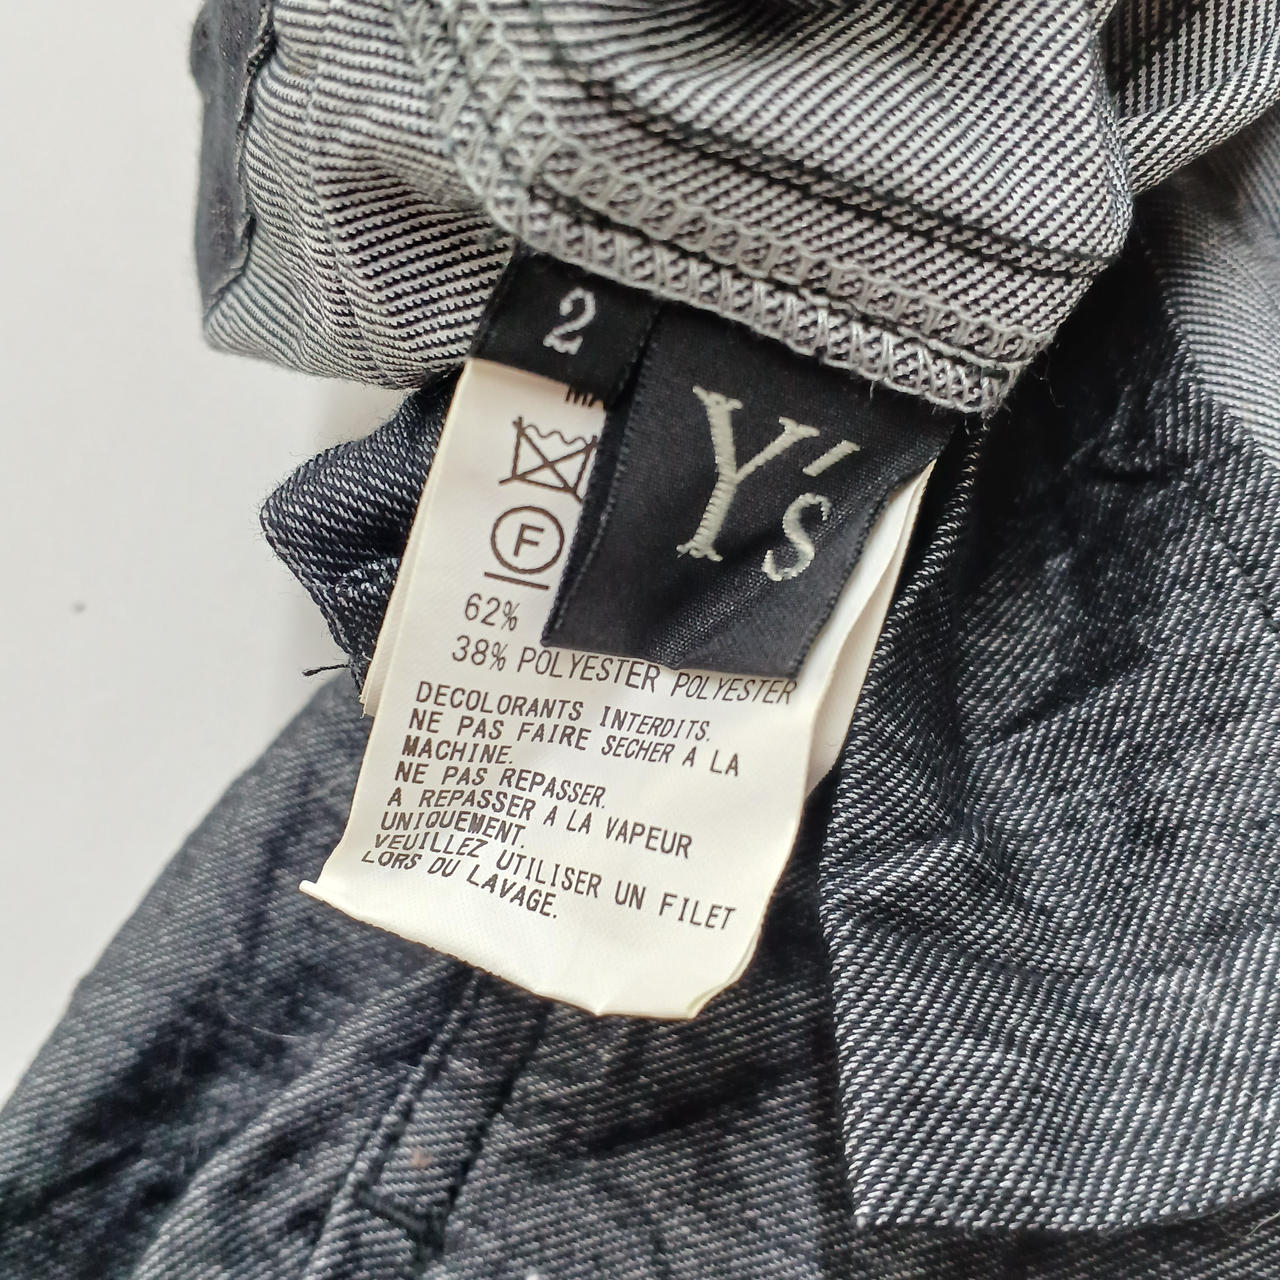 2
Y's
MA
F
62%
38% POLYESTER POLYESTER
DECOLORANTS INTERDITS.
NE PAS FAIRE SECHER A LA
MACHINE.
NE PAS REPASSER.
A REPASSER A LA VAPEUR
UNIQUEMENT.
VEUILLEZ UTILISER UN FILET
LORS DU LAVAGE.